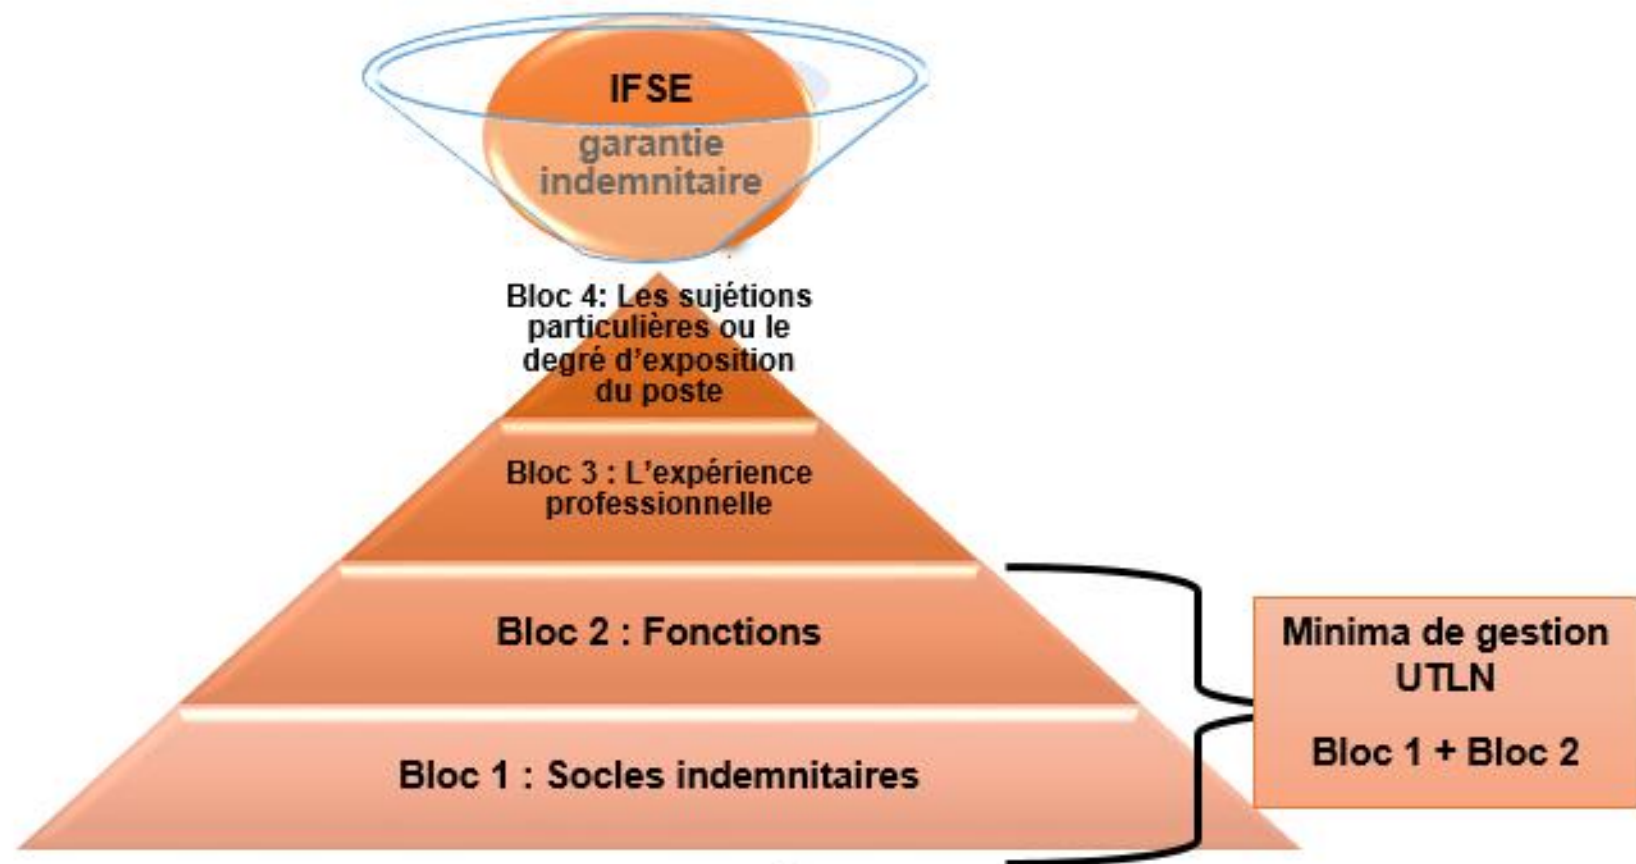 IFSE
garantie
indemnitaire
Bloc 4: Les sujétions
particulières ou le
degré d'exposition
du poste
Bloc 3 : L'expérience
professionnelle
Bloc 2 : Fonctions
Bloc 1 : Socles indemnitaires
Minima de gestion
UTLN
Bloc 1 + Bloc 2